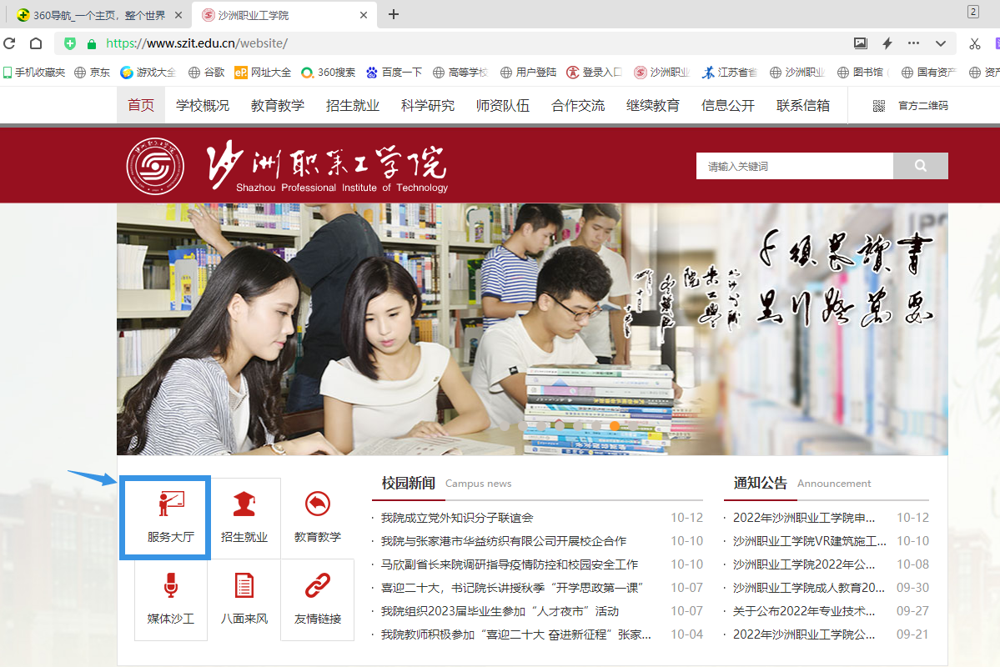 360导航_一个主页，整个世界
沙洲职业工学院
2
https://www.szit.edu.cn/website/
手机收藏夹 京东 游戏大全 谷歌 网址大全 360搜索 百度一下 高等学校 用户登陆 登录入口 沙洲职业 江苏省省 沙洲职业 图书馆 国有资产 资产
首页 学校概况 教育教学 招生就业 科学研究 师资队伍 合作交流 继续教育 信息公开 联系信箱 官方二维码
沙洲职业工学院
Shazhou Professional Institute of Technology
请输入关键词
服务大厅
招生就业
教育教学
媒体沙工
八面来风
友情链接
校园新闻 Campus news
· 我院成立党外知识分子联谊会 10-12
· 我院与张家港市华益纺织有限公司开展校企合作 10-10
· 马欣副省长来院调研指导疫情防控和校园安全工作 10-10
· 喜迎二十大，书记院长讲授秋季“开学思政第一课” 10-07
· 我院组织2023届毕业生参加“人才夜市”活动 10-07
· 我院教师积极参加“喜迎二十大 奋进新征程”张家... 10-04
通知公告 Announcement
· 2022年沙洲职业工学院申... 10-12
· 沙洲职业工学院VR建筑施工... 10-10
· 沙洲职业工学院2022年公... 10-08
· 沙洲职业工学院成人教育20... 09-30
· 关于公布2022年专业技术... 09-27
· 2022年沙洲职业工学院公... 09-21